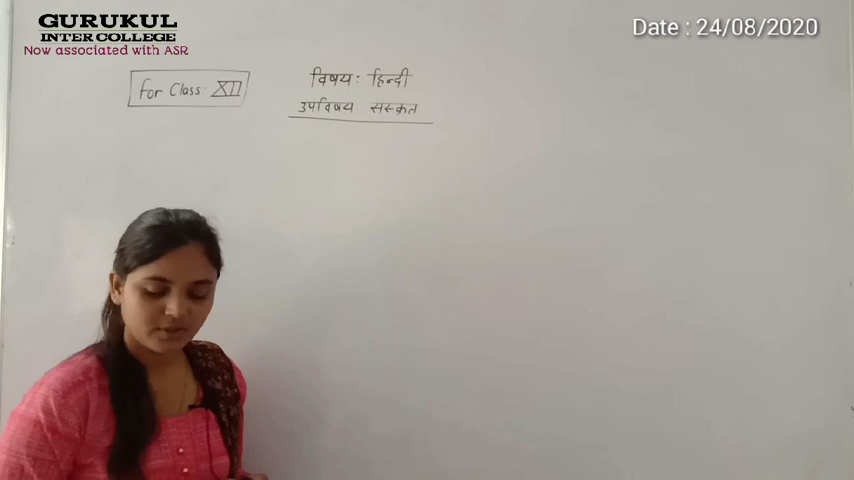 GURUKUL
INTER COLLEGE
Now associated with ASR
Date : 24/08/2020
For Class: XII
विषय: हिन्दी
उपविषय: संस्कृत